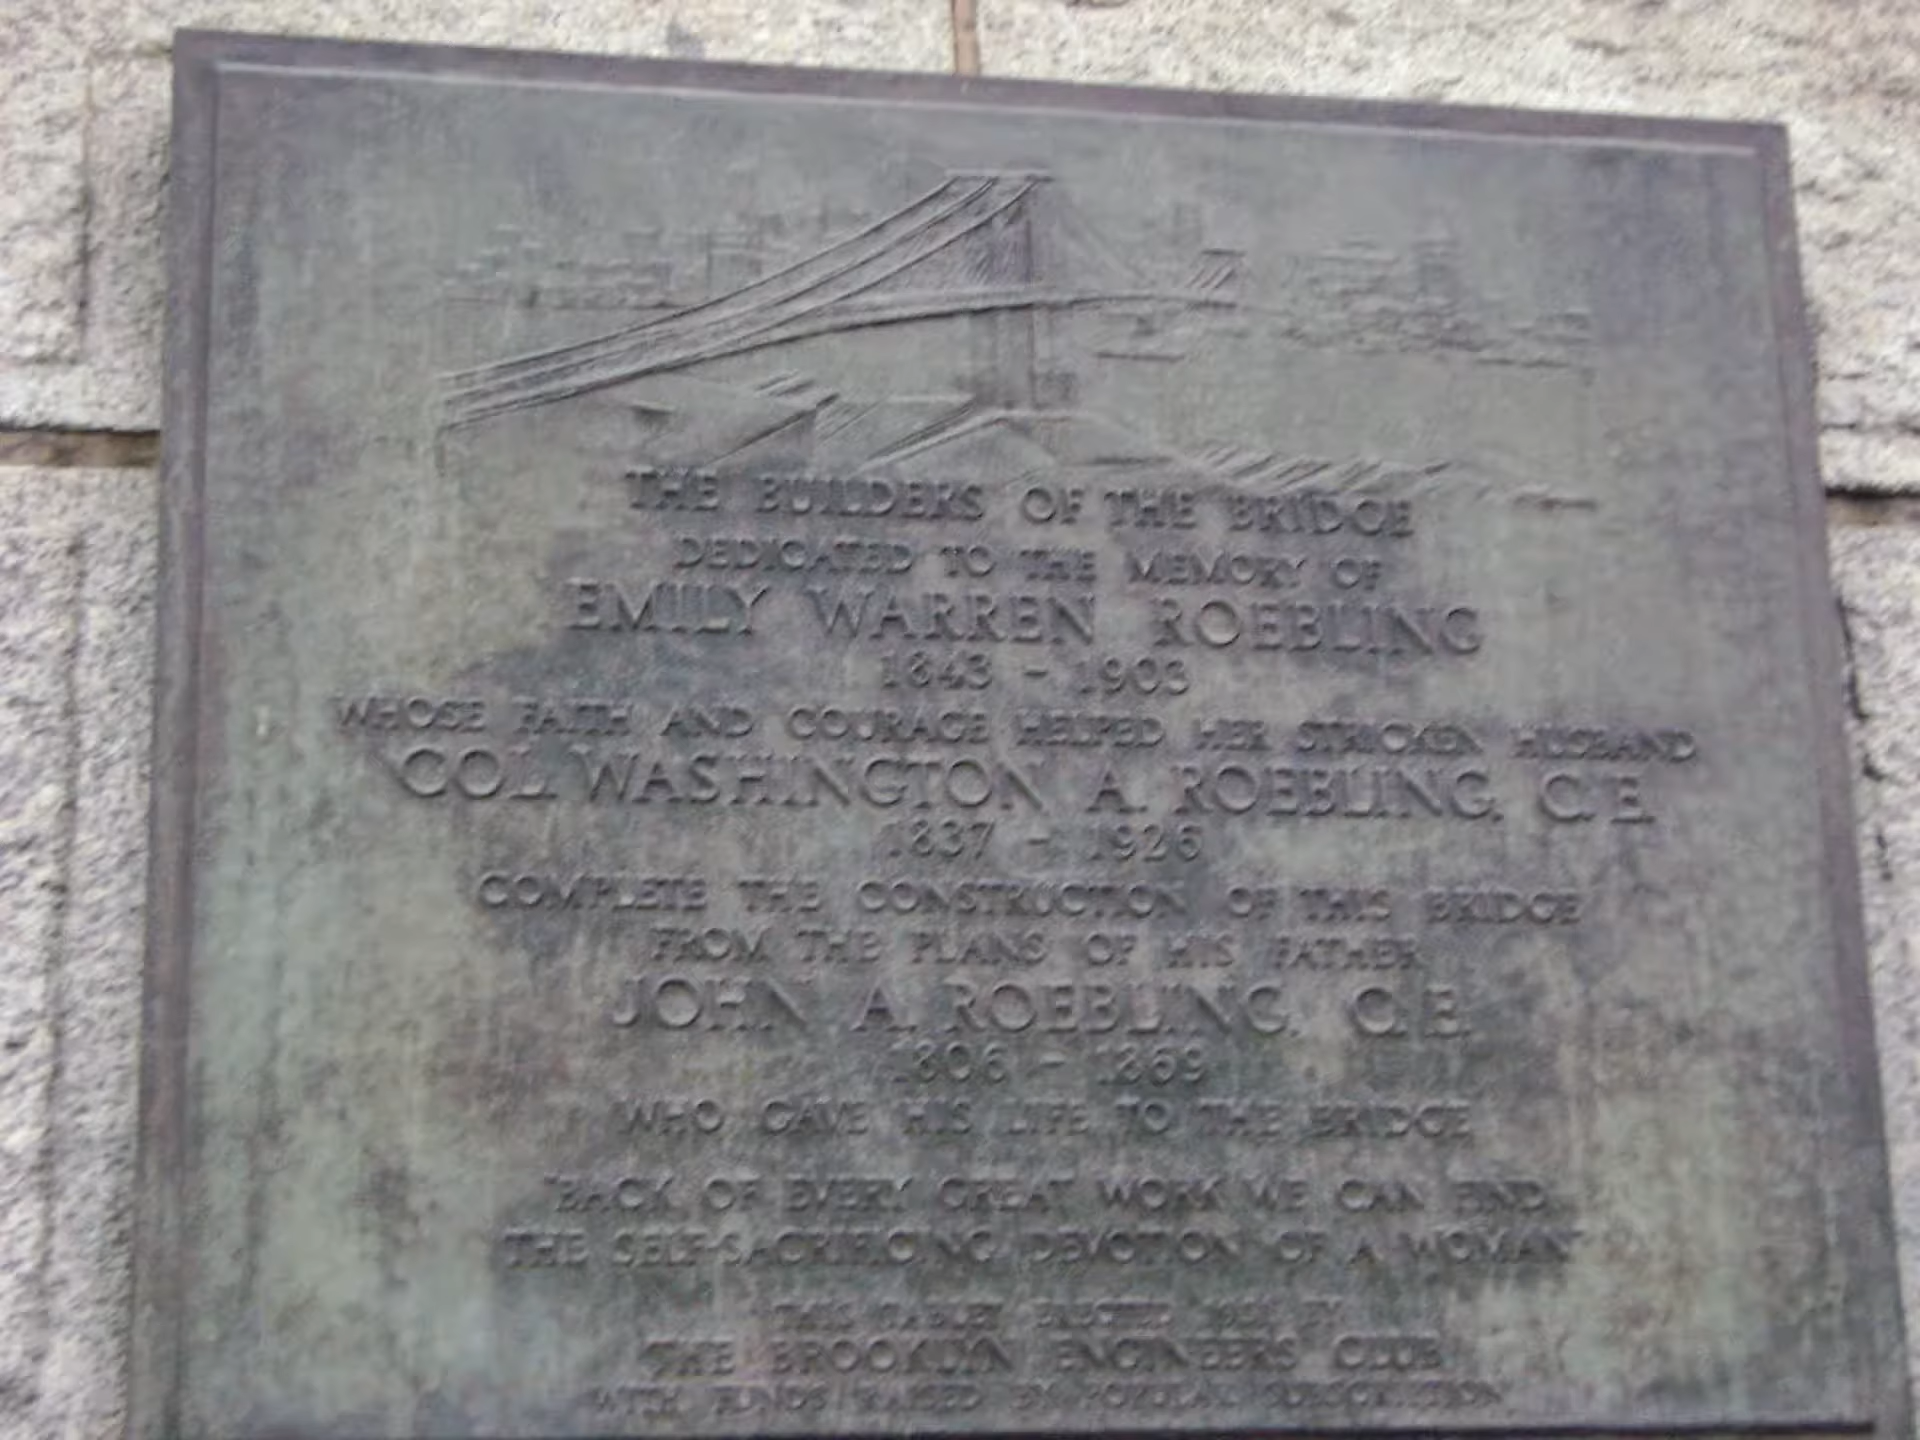 THE BUILDERS OF THE BRIDGE
DEDICATED TO THE MEMORY OF
EMILY WARREN ROEBLING
1843 - 1903
WHOSE FAITH AND COURAGE HELPED HER STRICKEN HUSBAND
COL. WASHINGTON A. ROEBLING, C.E.
1837 - 1926
COMPLETE THE CONSTRUCTION OF THIS BRIDGE
FROM THE PLANS OF HIS FATHER
JOHN A. ROEBLING, C.E.
1806 - 1869
WHO GAVE HIS LIFE TO THE BRIDGE
"BACK OF EVERY GREAT WORK WE CAN FIND
THE SELF-SACRIFICING DEVOTION OF A WOMAN"
THIS TABLET ERECTED BY
THE BROOKLYN ENGINEERS CLUB
WITH FUNDS RAISED BY POPULAR SUBSCRIPTION